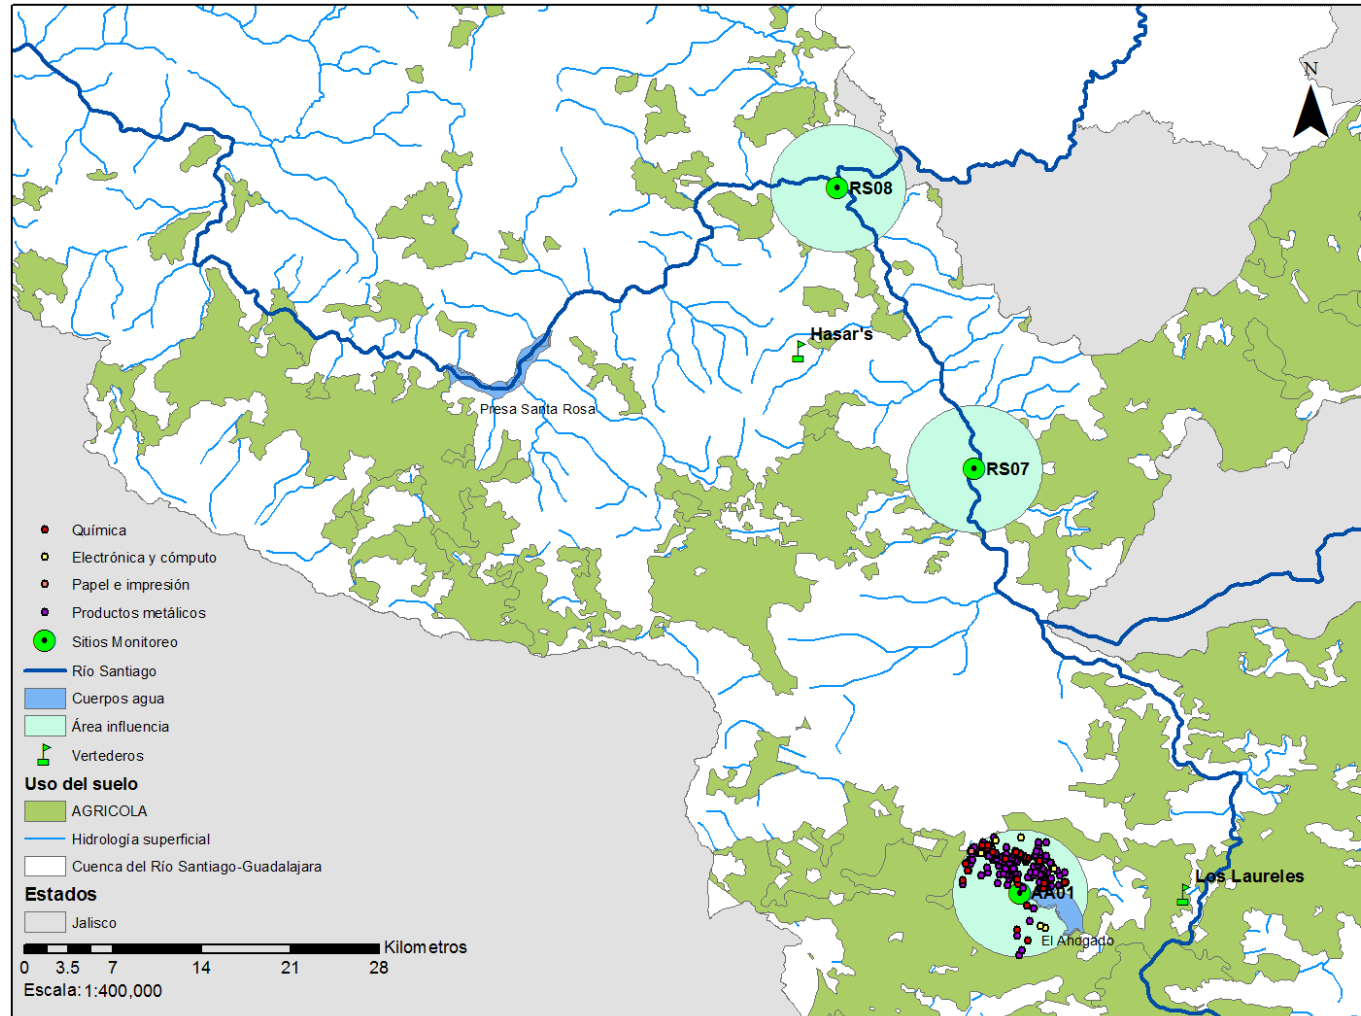 N
RS08
Hasar's
Presa Santa Rosa
RS07
Química
Electrónica y cómputo
Papel e impresión
Productos metálicos
Sitios Monitoreo
Río Santiago
Cuerpos agua
Área influencia
Vertederos
Uso del suelo
AGRICOLA
Hidrología superficial
Cuenca del Río Santiago-Guadalajara
Estados
Jalisco
Kilometros
0 3.5 7 14 21 28
Escala: 1:400,000
Los Laureles
AA01
El Ahogado